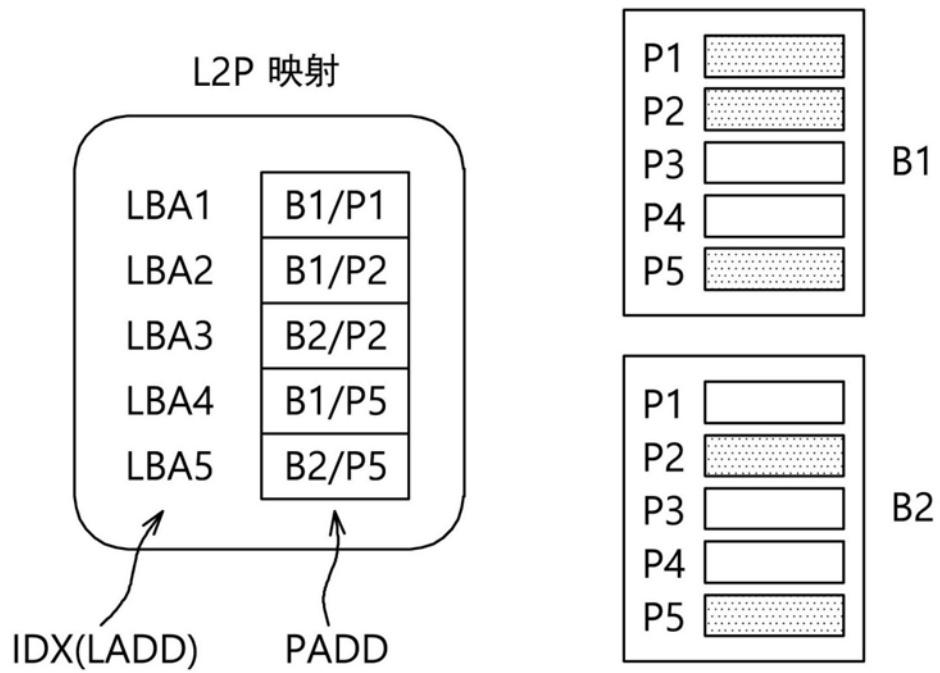 L2P 映射
LBA1 B1/P1
LBA2 B1/P2
LBA3 B2/P2
LBA4 B1/P5
LBA5 B2/P5
IDX(LADD) PADD
P1
P2
P3
P4
P5
B1
P1
P2
P3
P4
P5
B2